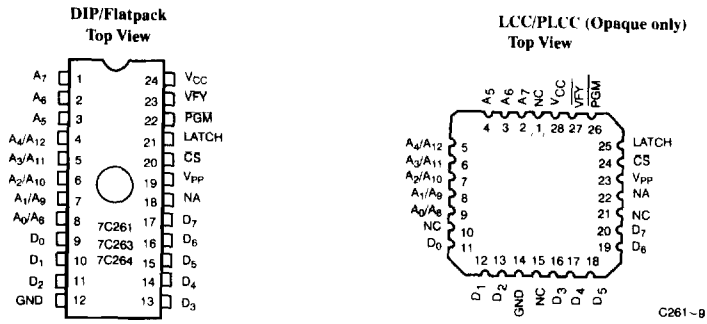 DIP/Flatpack
Top View
A7 1 24 VCC
A6 2 23 VFY
A5 3 22 PGM
A4/A12 4 21 LATCH
A3/A11 5 20 CS
A2/A10 6 19 VPP
A1/A9 7 18 NA
A0/A8 8 7C261 17 D7
D0 9 7C263 16 D6
D1 10 7C264 15 D5
D2 11 14 D4
GND 12 13 D3
LCC/PLCC (Opaque only)
Top View
A5 A6 A7 NC VCC VFY PGM
4 3 2 1 28 27 26
A4/A12 5 25 LATCH
A3/A11 6 24 CS
A2/A10 7 23 VPP
A1/A9 8 22 NA
A0/A8 9 21 NC
NC 10 20 D7
D0 11 19 D6
12 13 14 15 16 17 18
D1 D2 GND NC D3 D4 D5
C261~9